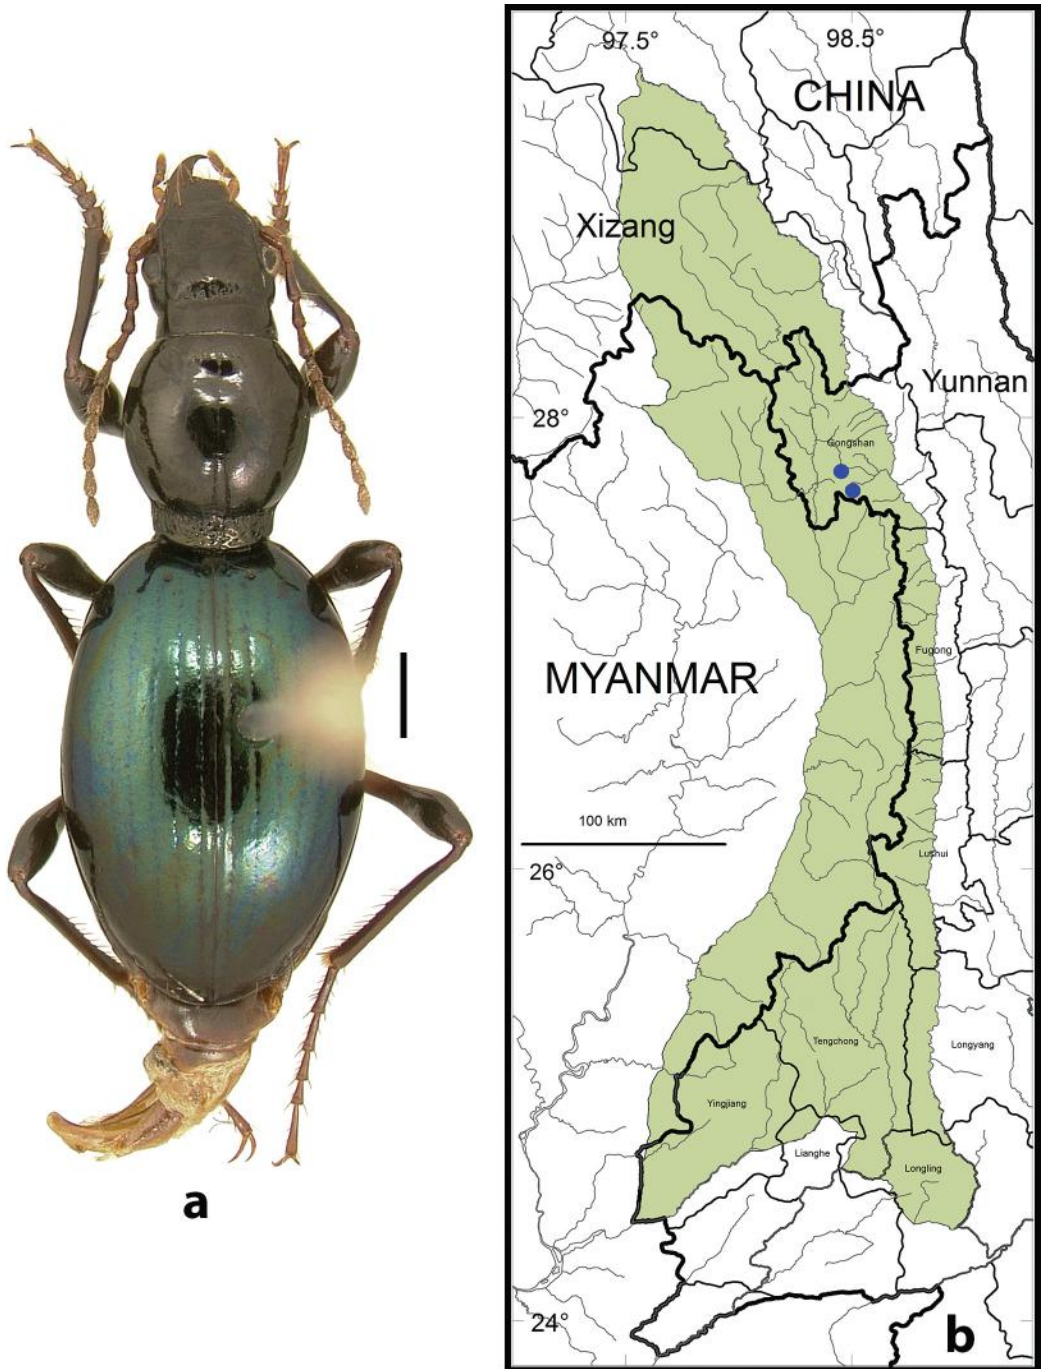 97.5°
98.5°
CHINA
Xizang
Yunnan
28°
Gongshan
Fugong
MYANMAR
100 km
Lushui
26°
Tengchong
Longyang
Yingjiang
Lianghe
Longling
24°
a
b